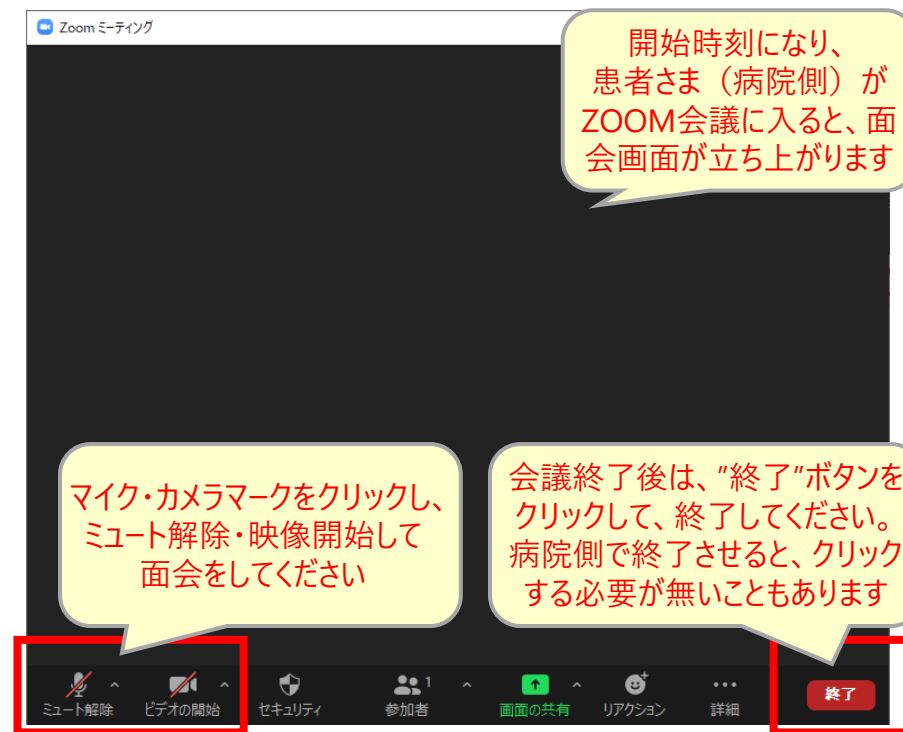 Zoom ミーティング
開始時刻になり、
患者さま（病院側）が
ZOOM会議に入ると、面
会画面が立ち上がります
マイク・カメラマークをクリックし、
ミュート解除・映像開始して
面会をしてください
会議終了後は、”終了”ボタンを
クリックして、終了してください。
病院側で終了させると、クリック
する必要が無いこともあります
ミュート解除
ビデオの開始
セキュリティ
1
参加者
画面の共有
リアクション
詳細
終了